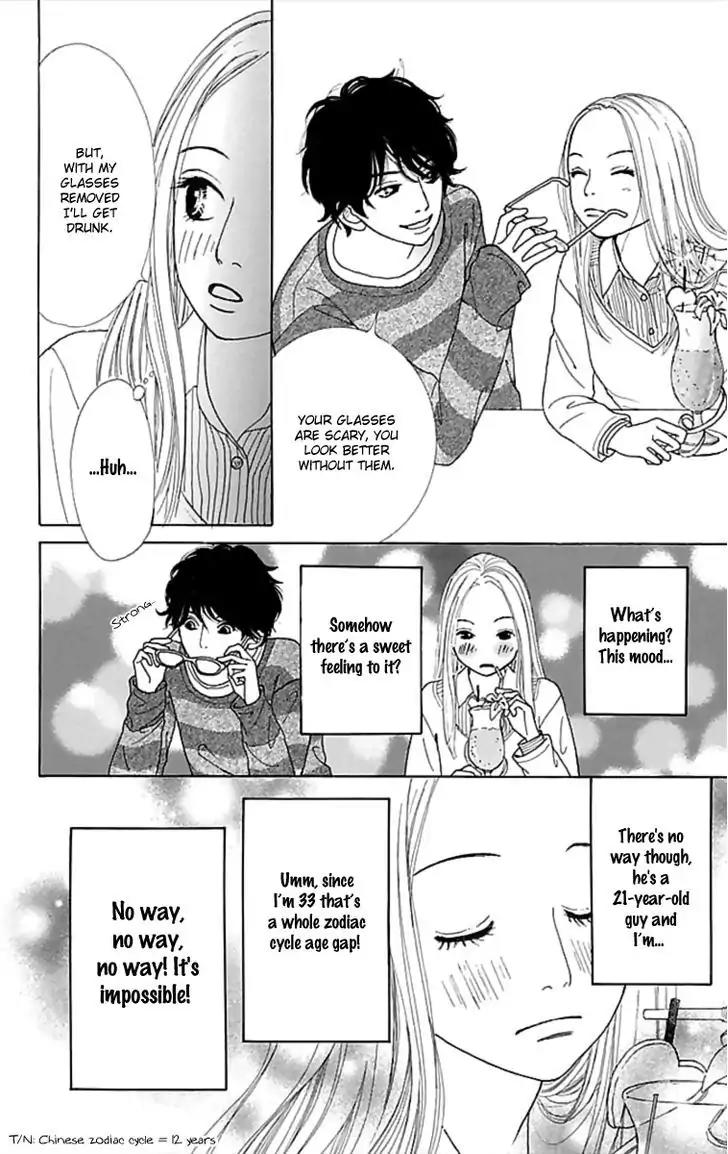 YOUR GLASSES
ARE SCARY, YOU
LOOK BETTER
WITHOUT THEM.
BUT,
WITH MY
GLASSES
REMOVED
I'LL GET
DRUNK.
...Huh...
What's
happening?
This mood...
Somehow
there's a sweet
feeling to it?
Strong...
There's no
way though,
he's a
21-year-old
guy and
I'm...
Umm, since
I'm 33 that's
a whole zodiac
cycle age gap!
No way,
no way,
no way! It's
impossible!
T/N: Chinese zodiac cycle = 12 years